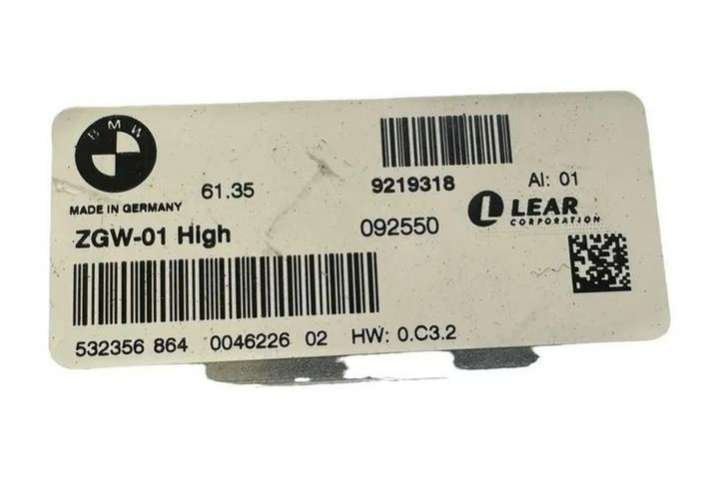 BMW
61.35
9219318
AI: 01
MADE IN GERMANY
ZGW-01 High
092550
LEAR
CORPORATION
532356 864 0046226 02 HW: 0.C3.2